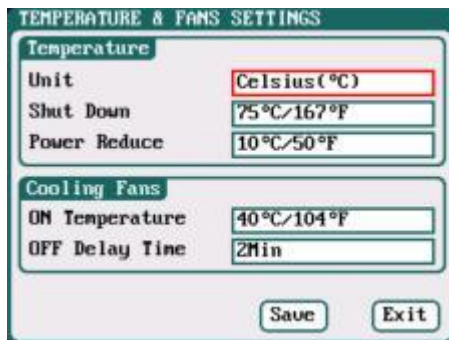 TEMPERATURE & FANS SETTINGS
Temperature
Unit Celsius(°C)
Shut Down 75°C/167°F
Power Reduce 10°C/50°F
Cooling Fans
ON Temperature 40°C/104°F
OFF Delay Time 2Min
Save Exit